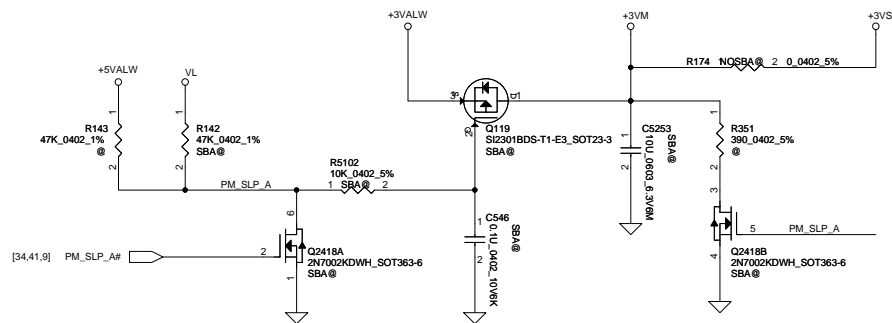 +3VALW
+3VM
+3VS
R174
NOSBA@
1
2
0_0402_5%
+5VALW
VL
3
S
D
1
G
2
Q119
SI2301BDS-T1-E3_SOT23-3
SBA@
1
R143
47K_0402_1%
@
2
1
R142
47K_0402_1%
SBA@
2
1
C5253
10U_0603_6.3V6M
SBA@
2
1
R351
390_0402_5%
@
2
PM_SLP_A
R5102
1
10K_0402_5%
2
SBA@
6
2
Q2418A
2N7002KDWH_SOT363-6
SBA@
1
[34,41,9]
PM_SLP_A#
1
C546
0.1U_0402_10V6K
SBA@
2
3
5
PM_SLP_A
4
Q2418B
2N7002KDWH_SOT363-6
SBA@